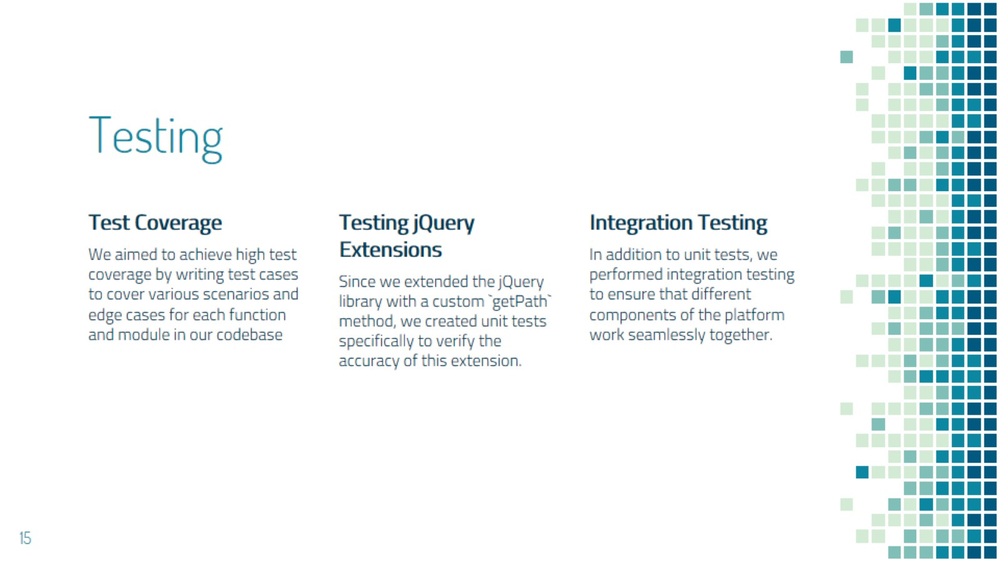 Testing
Test Coverage
We aimed to achieve high test
coverage by writing test cases
to cover various scenarios and
edge cases for each function
and module in our codebase
Testing jQuery
Extensions
Since we extended the jQuery
library with a custom `getPath`
method, we created unit tests
specifically to verify the
accuracy of this extension.
Integration Testing
In addition to unit tests, we
performed integration testing
to ensure that different
components of the platform
work seamlessly together.
15